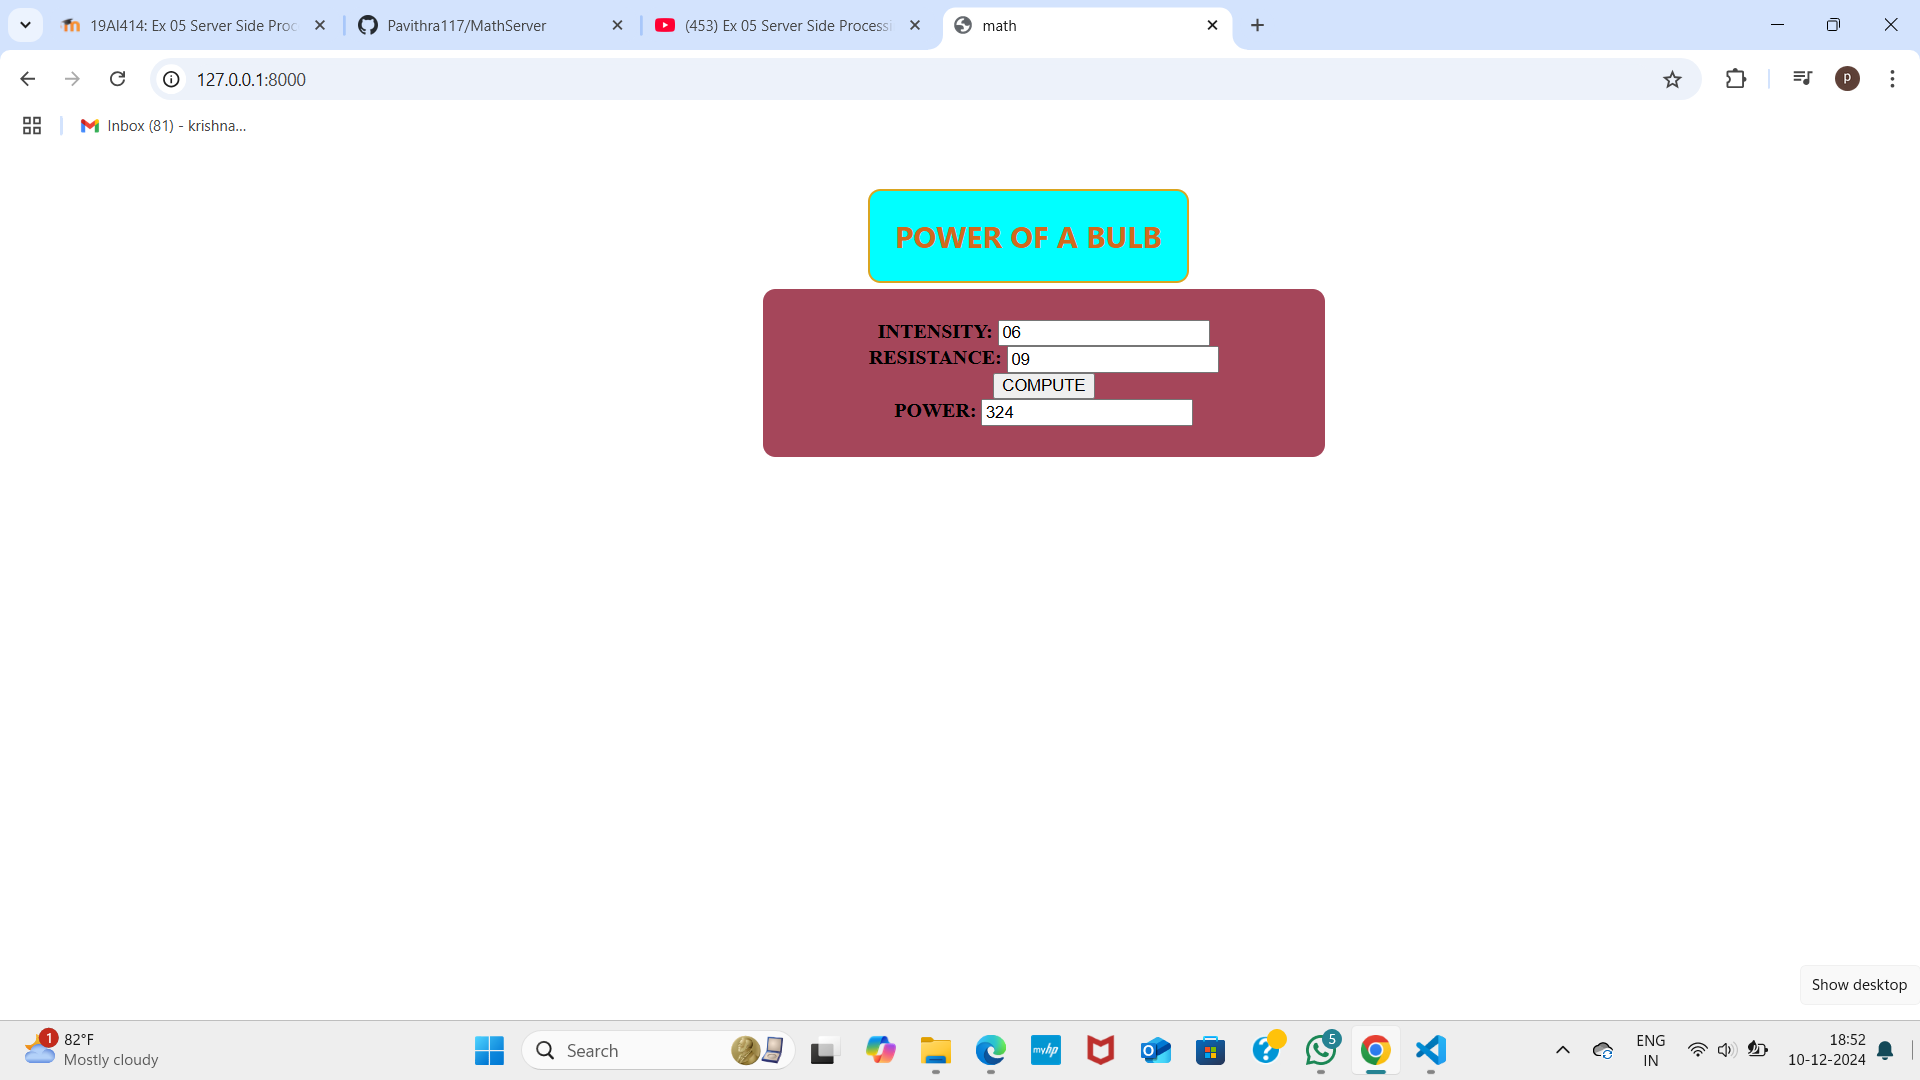 19AI414: Ex 05 Server Side Proc
Pavithra117/MathServer
(453) Ex 05 Server Side Processi
math
127.0.0.1:8000
P
Inbox (81) - krishna...
POWER OF A BULB
INTENSITY: 06
RESISTANCE: 09
COMPUTE
POWER: 324
Show desktop
1
82°F
Mostly cloudy
Search
myhp
5
ENG
IN
18:52
10-12-2024